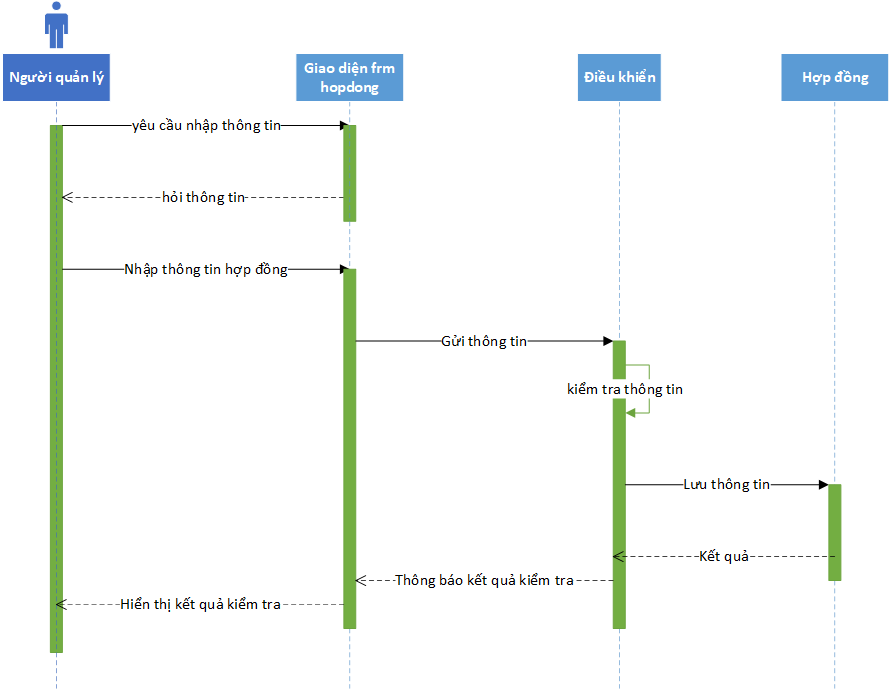 Người quản lý
Giao diện frm
hopdong
Điều khiển
Hợp đồng
yêu cầu nhập thông tin
hỏi thông tin
Nhập thông tin hợp đồng
Gửi thông tin
kiểm tra thông tin
Lưu thông tin
Kết quả
Thông báo kết quả kiểm tra
Hiển thị kết quả kiểm tra